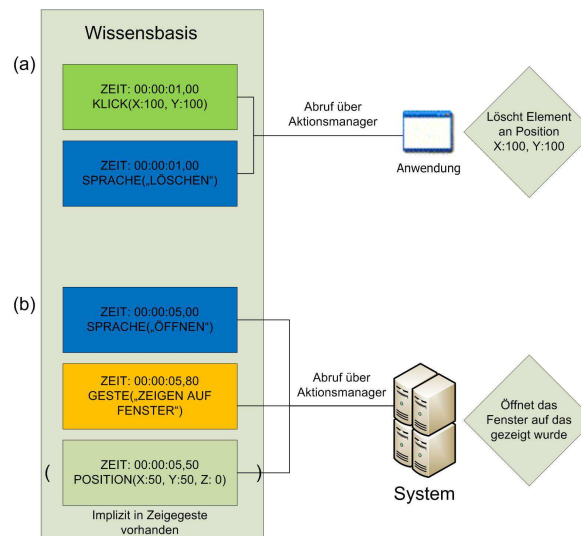 Wissensbasis
(a)
ZEIT: 00:00:01,00
KLICK(X:100, Y:100)
ZEIT: 00:00:01,00
SPRACHE(„LÖSCHEN“)
Abruf über
Aktionsmanager
Anwendung
Löscht Element
an Position
X:100, Y:100
(b)
ZEIT: 00:00:05,00
SPRACHE(„ÖFFNEN“)
ZEIT: 00:00:05,80
GESTE(„ZEIGEN AUF
FENSTER“)
ZEIT: 00:00:05,50
( POSITION(X:50, Y:50, Z: 0) )
Implizit in Zeigegeste
vorhanden
Abruf über
Aktionsmanager
System
Öffnet das
Fenster auf das
gezeigt wurde